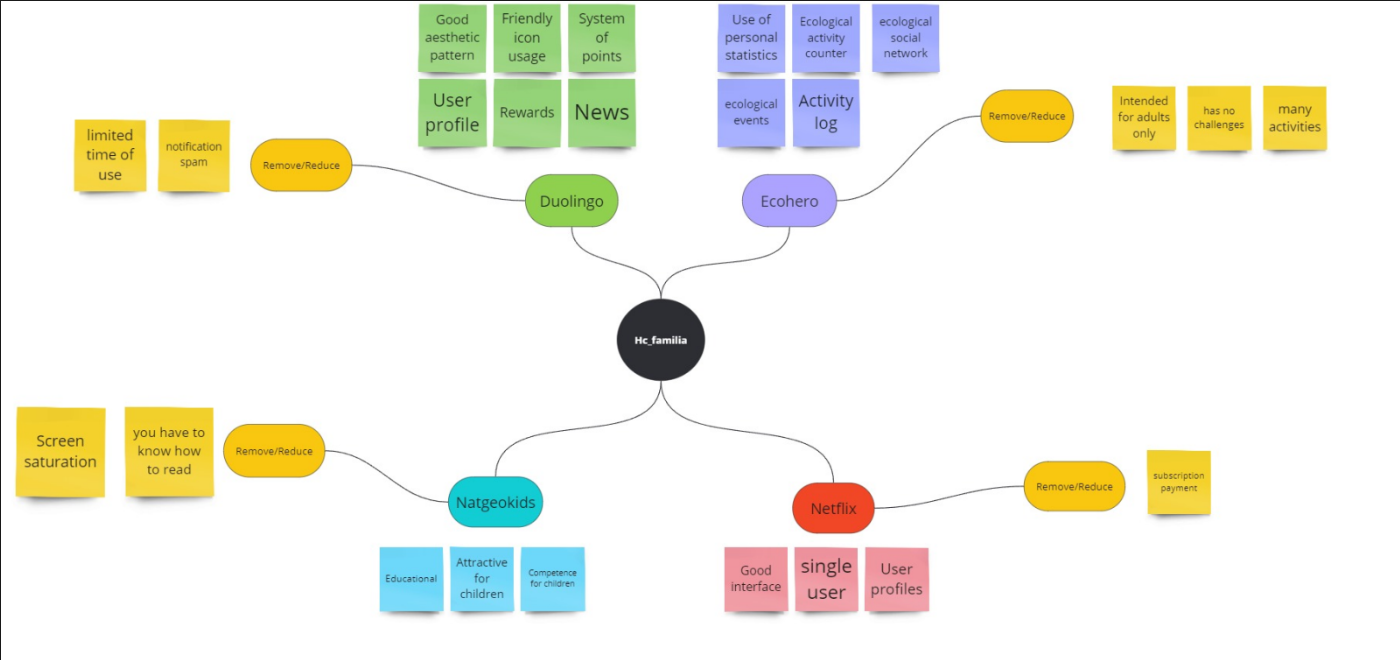 Good
aesthetic
pattern
Friendly
icon
usage
System
of
points
User
profile
Rewards
News
Use of
personal
statistics
Ecological
activity
counter
ecological
social
network
ecological
events
Activity
log
limited
time of
use
notification
spam
Remove/Reduce
Duolingo
Ecohero
Remove/Reduce
Intended
for adults
only
has no
challenges
many
activities
Hc_familia
Screen
saturation
you have to
know how
to read
Remove/Reduce
Natgeokids
Educational
Attractive
for
children
Competence
for children
Netflix
Remove/Reduce
subscription
payment
Good
interface
single
user
User
profiles